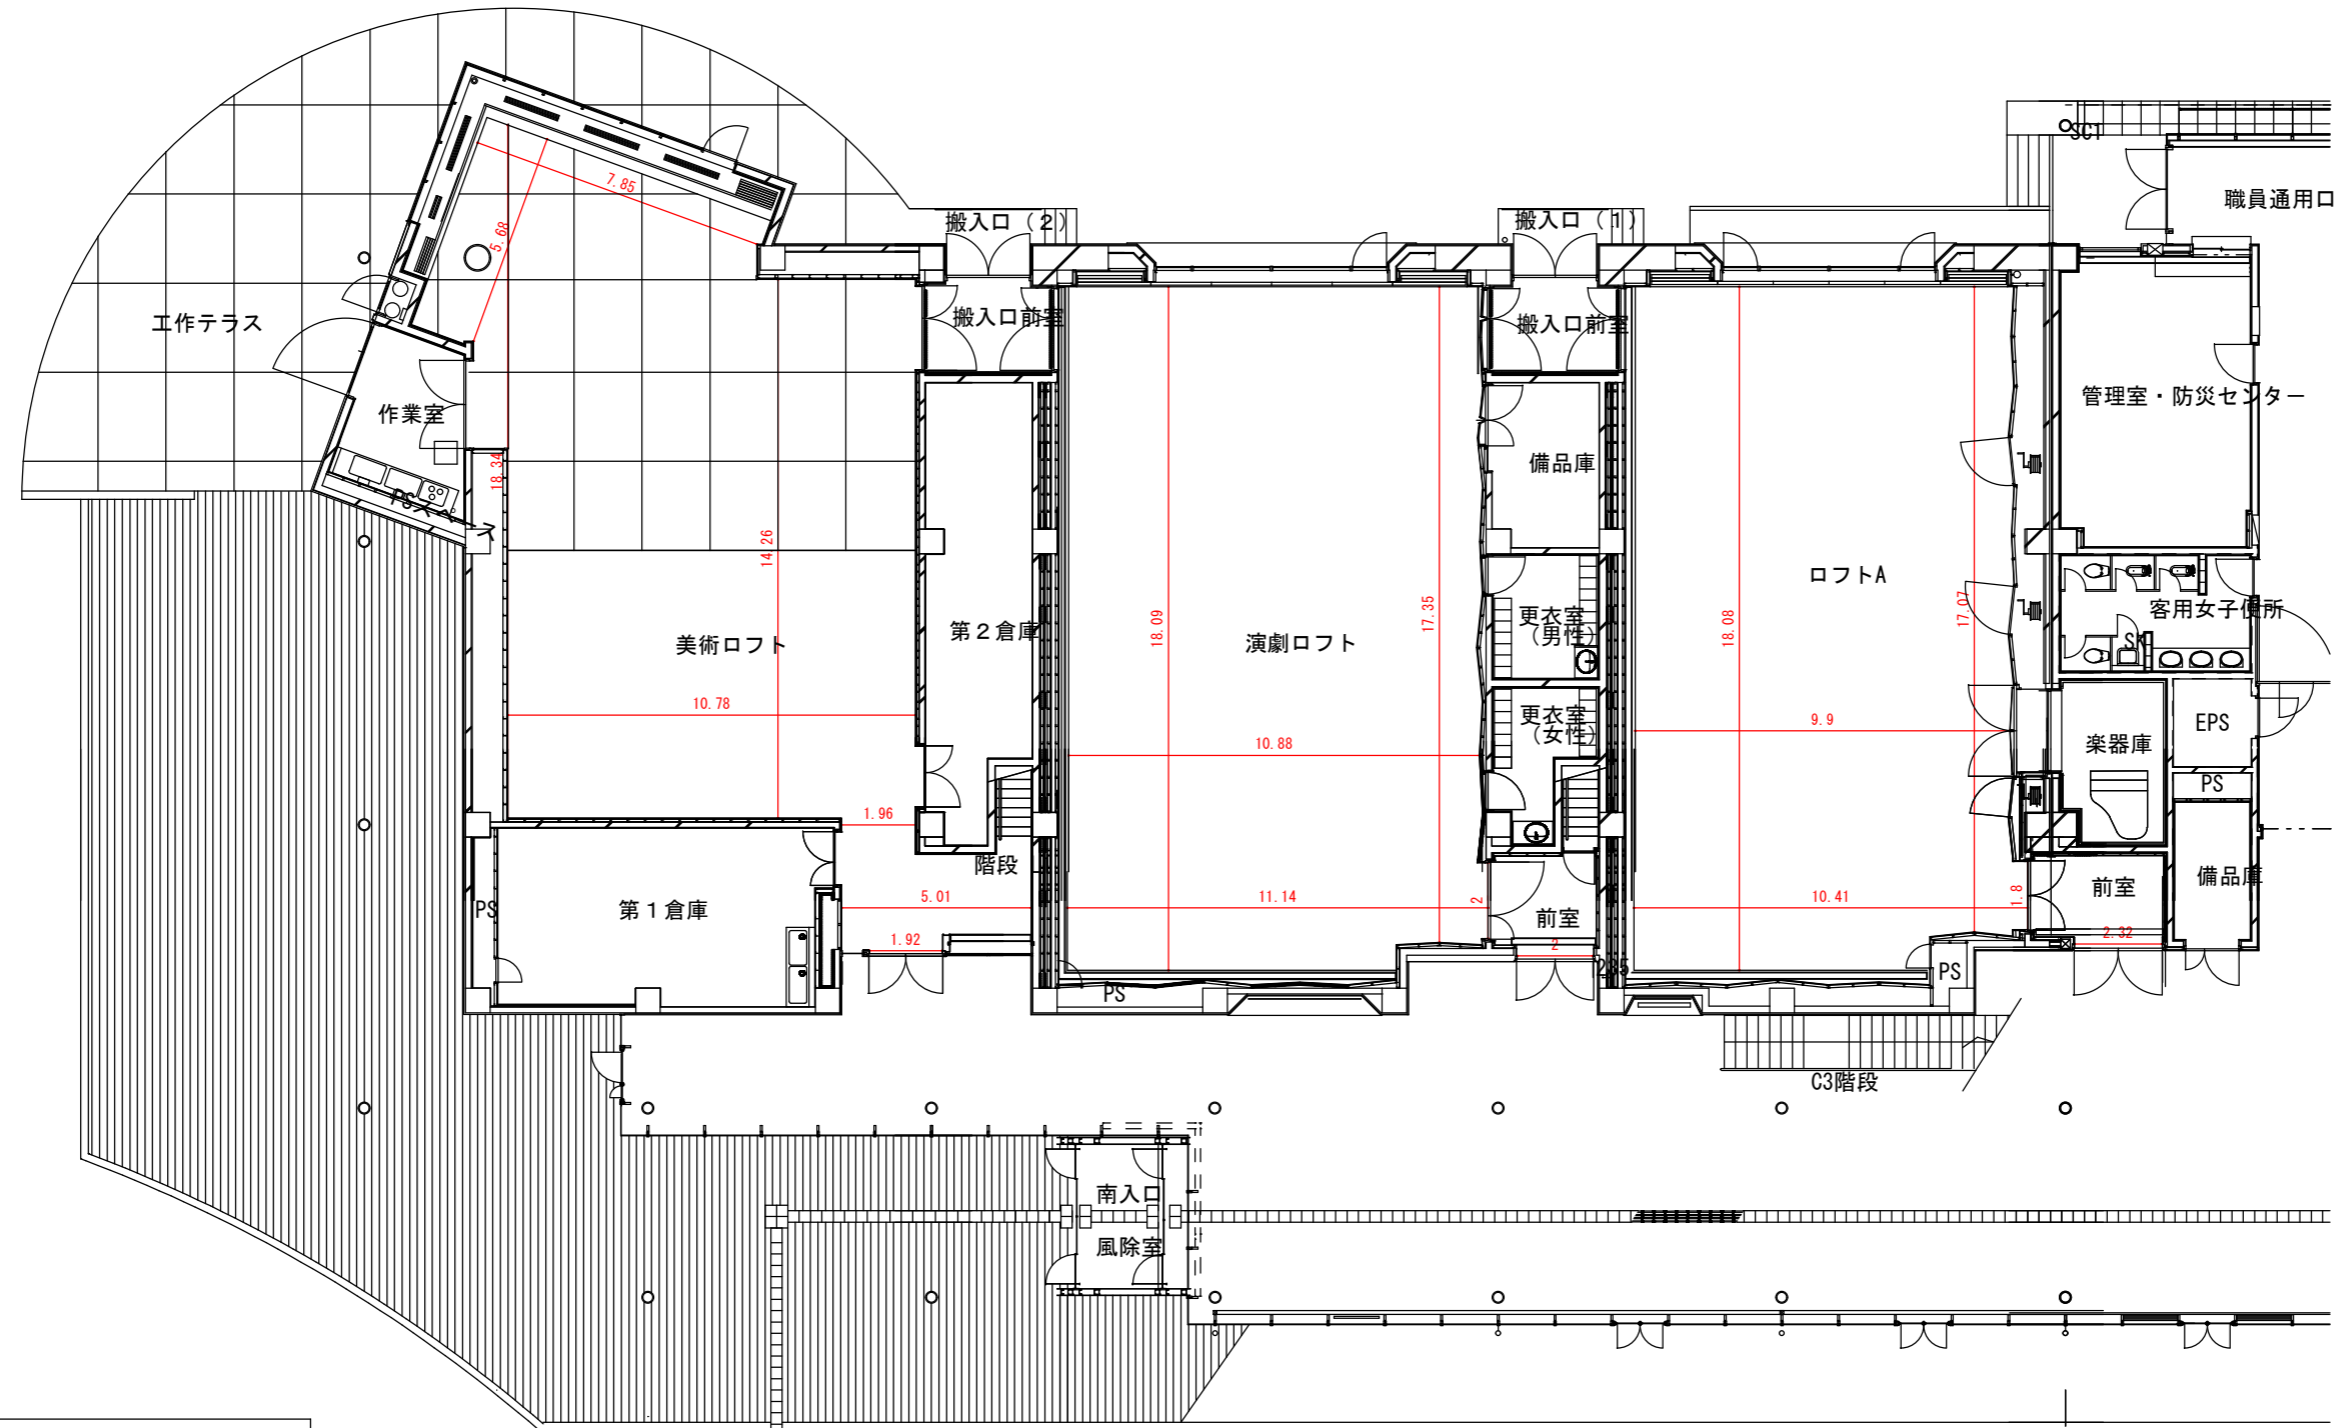 SC1
職員通用口
7.85
搬入口（2）
搬入口（1）
5.68
工作テラス
搬入口前室
搬入口前室
管理室・防災センター
作業室
備品庫
18.34
PSスペース
14.26
ロフトA
客用女子便所
17.35
17.07
更衣室
（男性）
第２倉庫
18.09
18.08
美術ロフト
演劇ロフト
SK
10.78
更衣室
（女性）
9.9
EPS
10.88
楽器庫
PS
1.96
階段
備品庫
前室
5.01
11.14
2
10.41
1.8
第１倉庫
PS
前室
2.32
1.92
2
PS
PS
C3階段
南入口
風除室